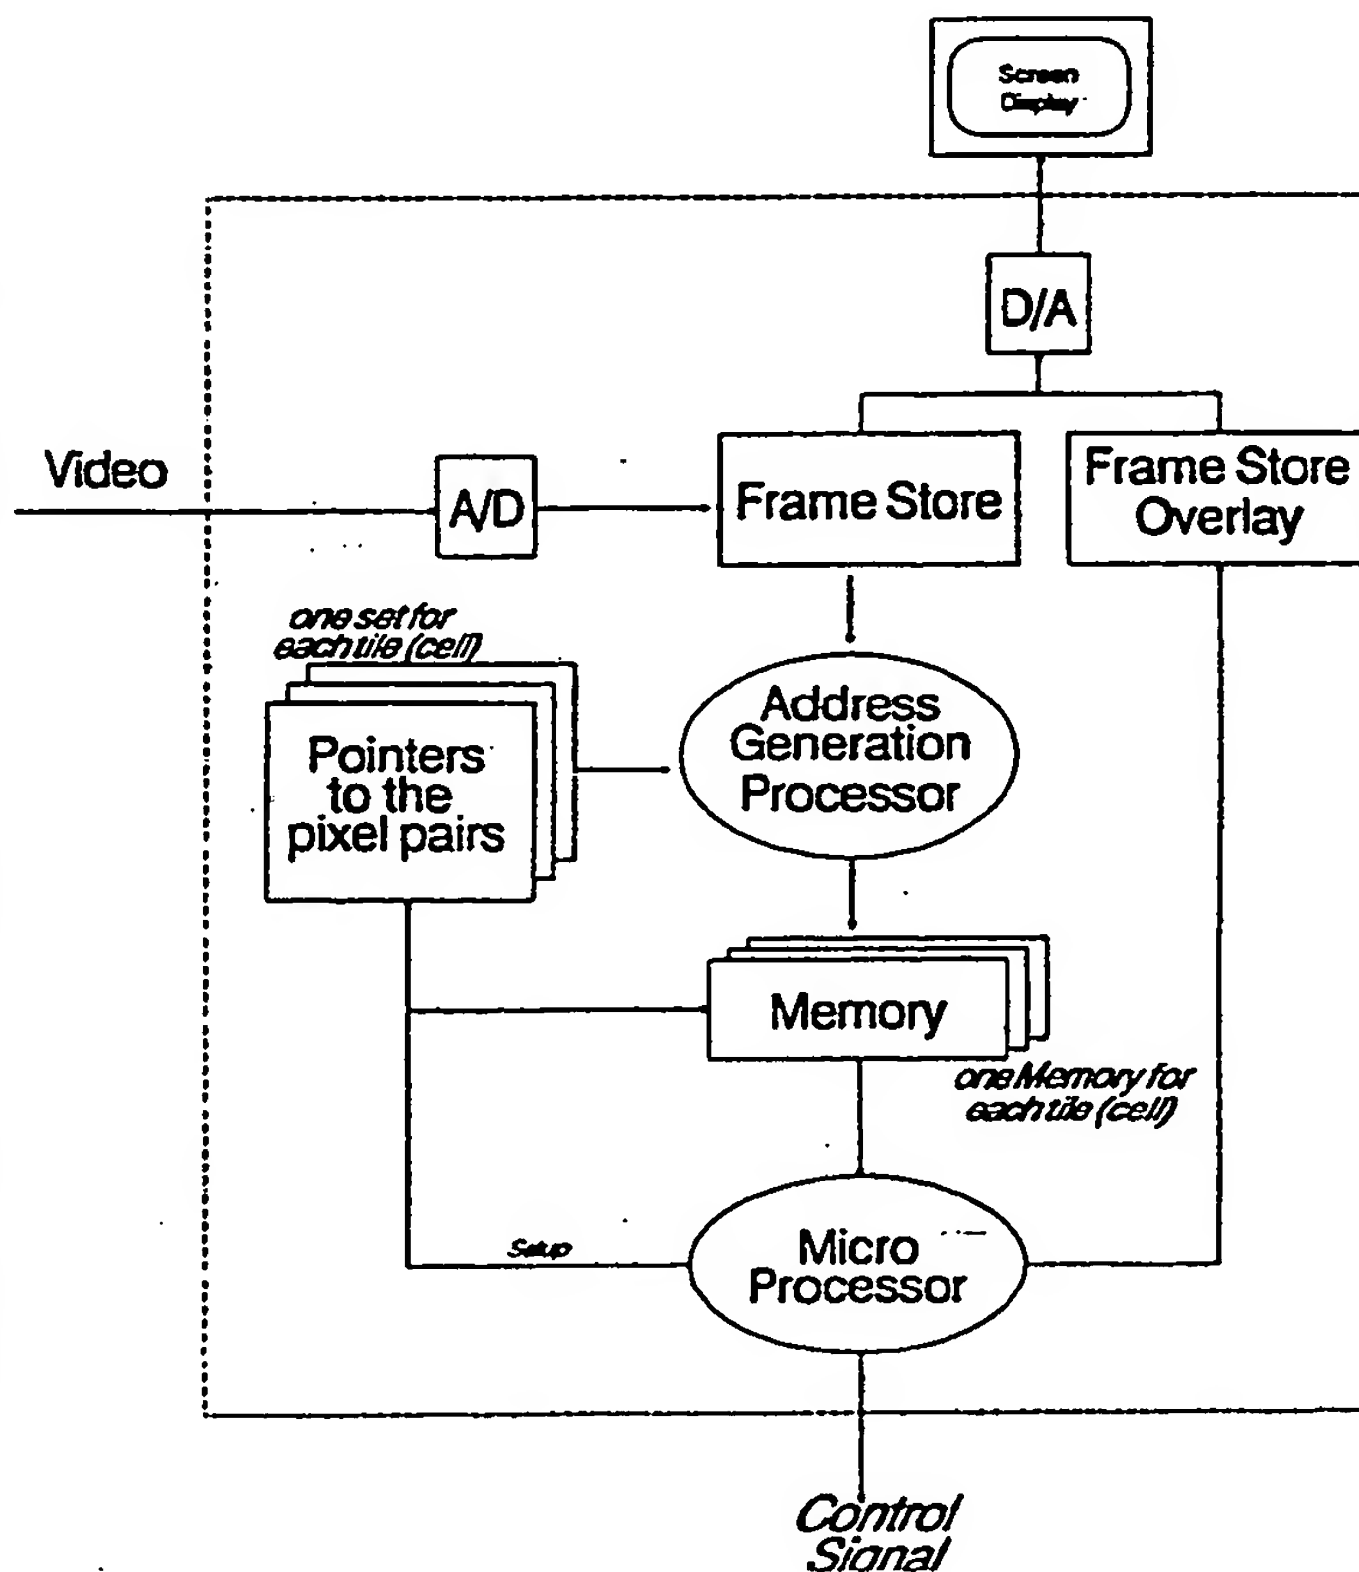 Screen
Display
D/A
Video
A/D
Frame Store
Frame Store
Overlay
one set for
each tile (cell)
Pointers
to the
pixel pairs
Address
Generation
Processor
Memory
one Memory for
each tile (cell)
Setup
Micro
Processor
Control
Signal